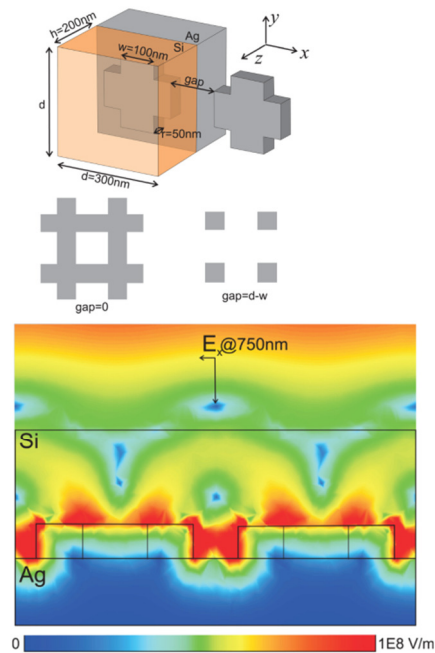 y
h=200nm
Ag
Si
x
w=100nm
z
gap
d
r=50nm
d=300nm
gap=0
gap=d-w
Ex@750nm
Si
Ag
0
1E8 V/m